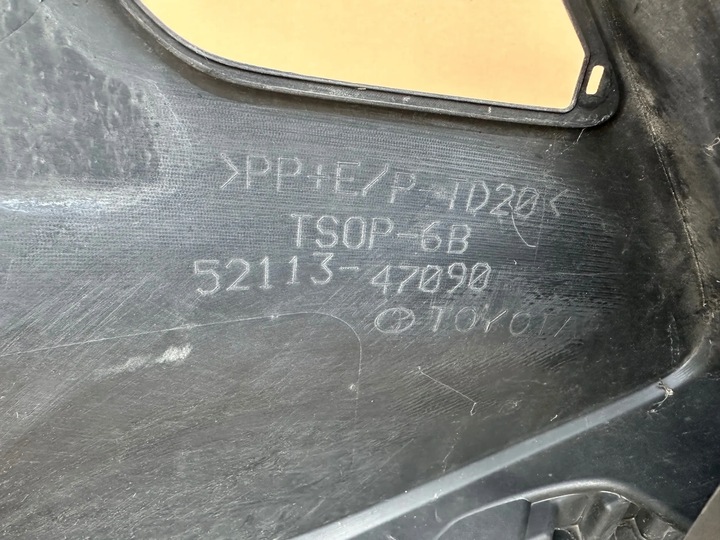 >PP+E/P-TD20<
TSOP-6B
52113-47090
TOYOTA